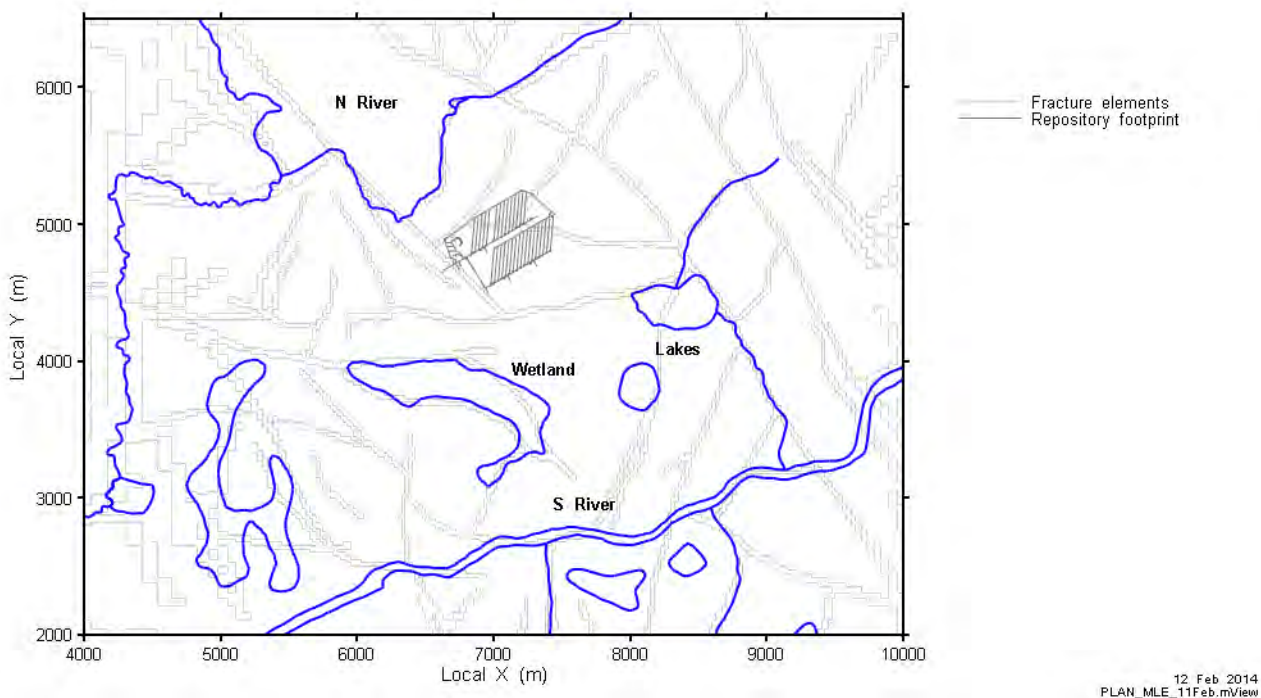 6000
5000
4000
3000
2000
Local Y (m)
N River
Wetland
Lakes
S River
4000 5000 6000 7000 8000 9000 10000
Local X (m)
Fracture elements
Repository footprint
12 Feb 2014
PLAN_MLE_11Feb.mView